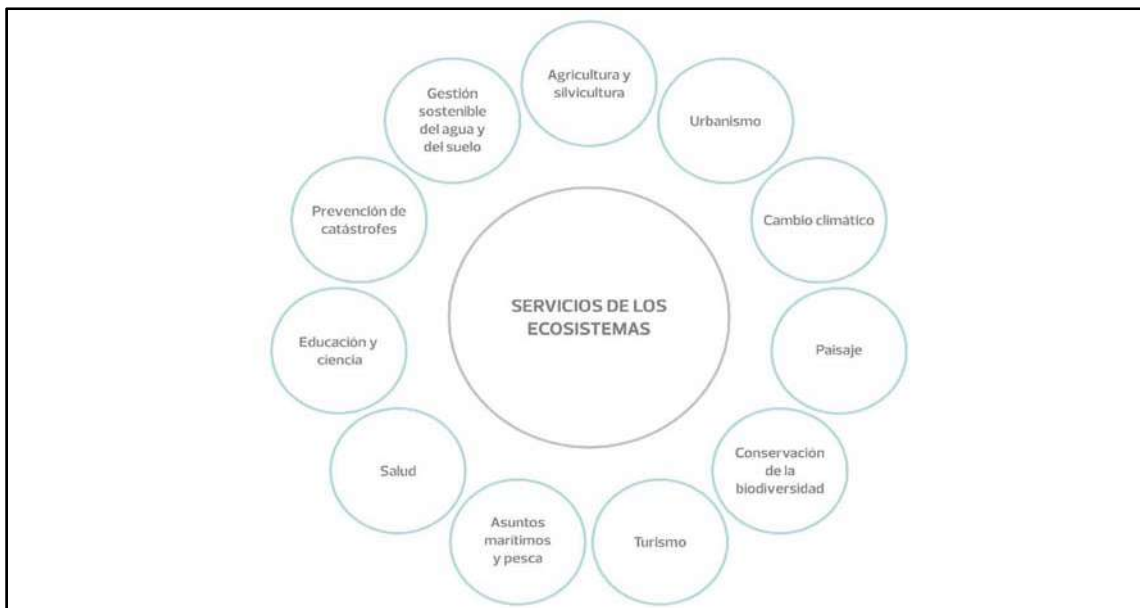 Agricultura y
silvicultura
Urbanismo
Cambio climático
Paisaje
Conservación
de la
biodiversidad
Turismo
Asuntos
marítimos
y pesca
Salud
Educación y
ciencia
Prevención de
catástrofes
Gestión
sostenible
del agua y
del suelo
SERVICIOS DE LOS
ECOSISTEMAS